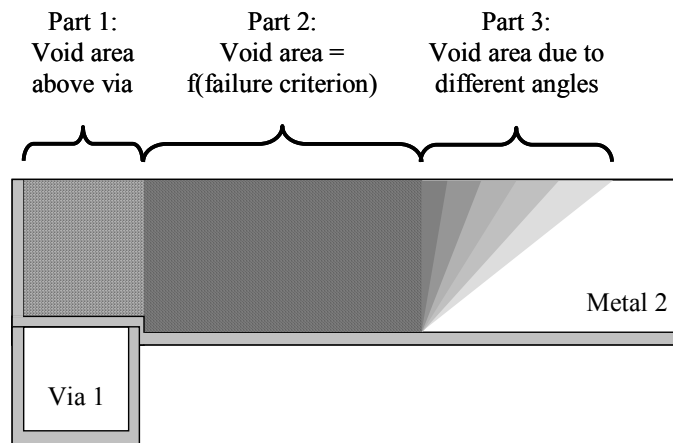 Part 1:
Void area
above via
Part 2:
Void area =
f(failure criterion)
Part 3:
Void area due to
different angles
Metal 2
Via 1